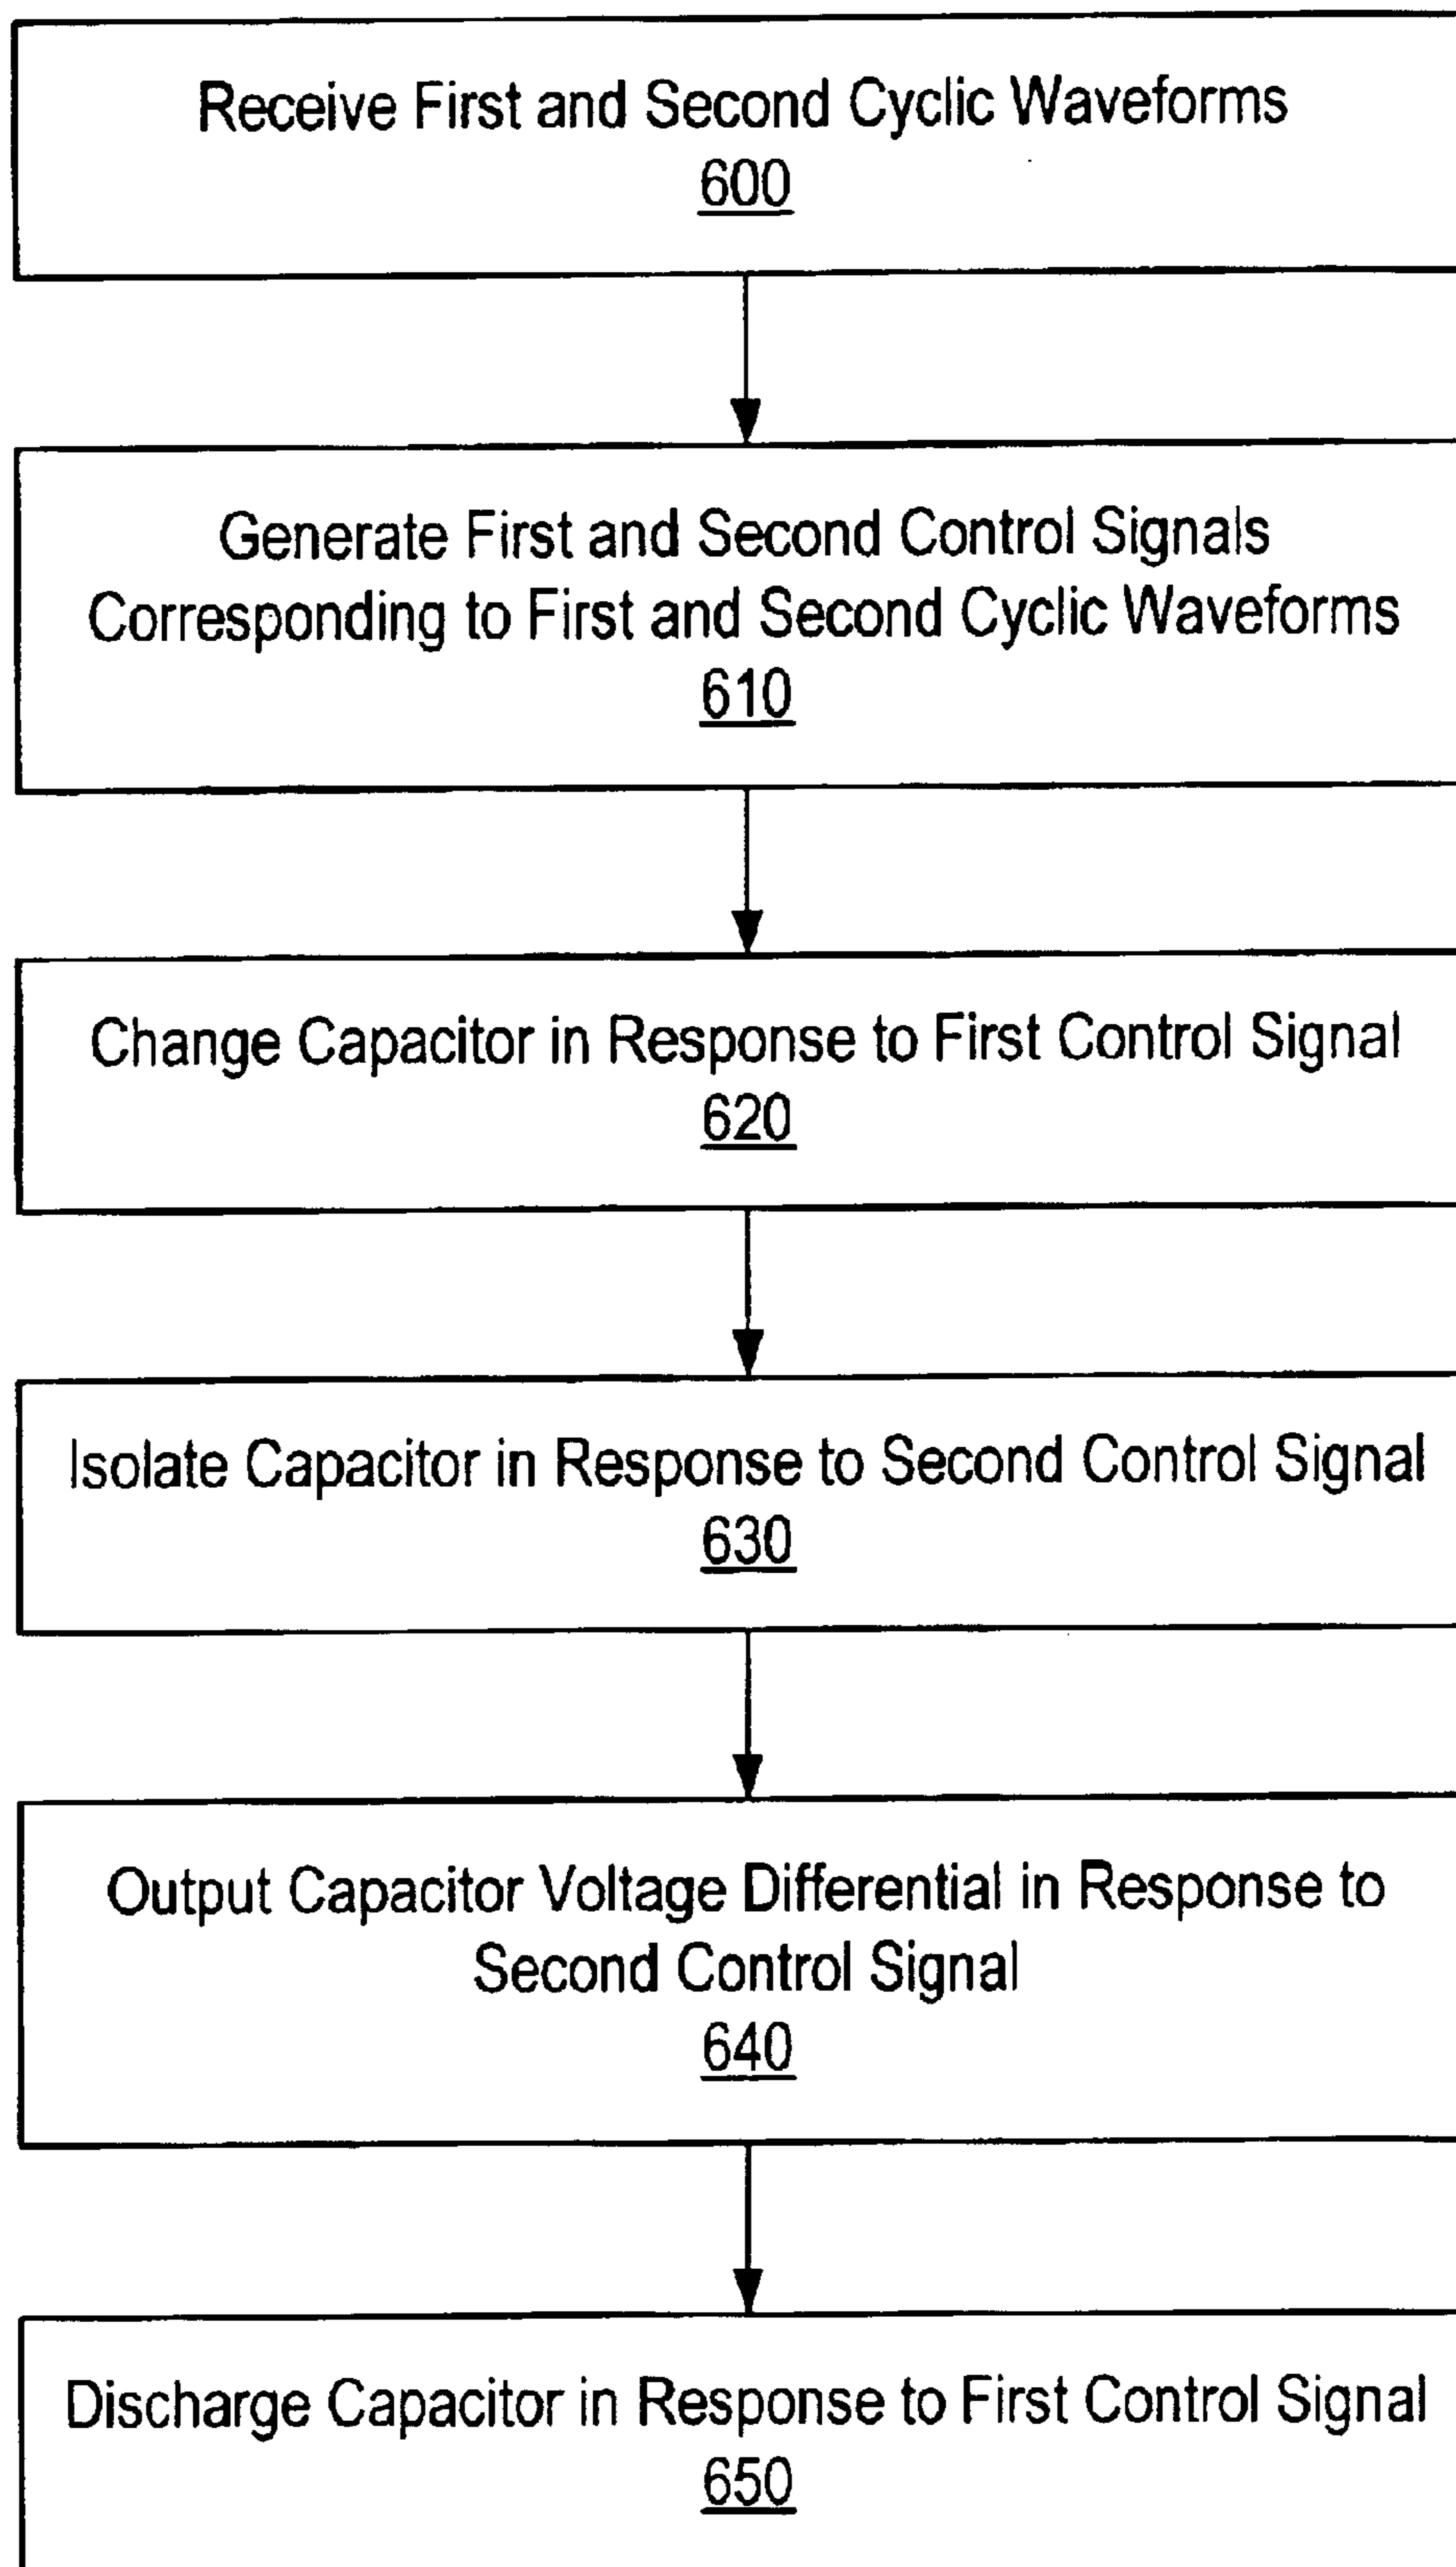 Receive First and Second Cyclic Waveforms
600
Generate First and Second Control Signals
Corresponding to First and Second Cyclic Waveforms
610
Change Capacitor in Response to First Control Signal
620
Isolate Capacitor in Response to Second Control Signal
630
Output Capacitor Voltage Differential in Response to
Second Control Signal
640
Discharge Capacitor in Response to First Control Signal
650